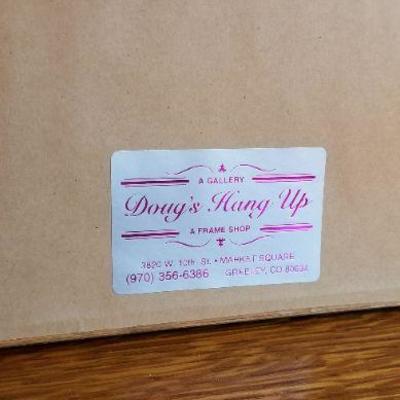 A GALLERY
Doug's Hang Up
A FRAME SHOP
3820 W. 10th St. • MARKET SQUARE
(970) 356-6386 GREELEY, CO 80634